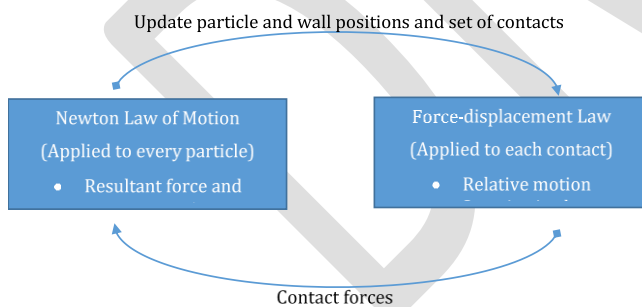 Update particle and wall positions and set of contacts
Newton Law of Motion
(Applied to every particle)
• Resultant force and
Force-displacement Law
(Applied to each contact)
• Relative motion
Contact forces